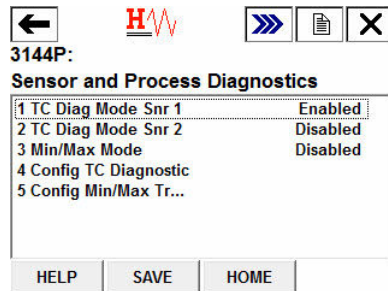 H
3144P:
Sensor and Process Diagnostics
1 TC Diag Mode Snr 1 Enabled
2 TC Diag Mode Snr 2 Disabled
3 Min/Max Mode Disabled
4 Config TC Diagnostic
5 Config Min/Max Tr...
HELP SAVE HOME